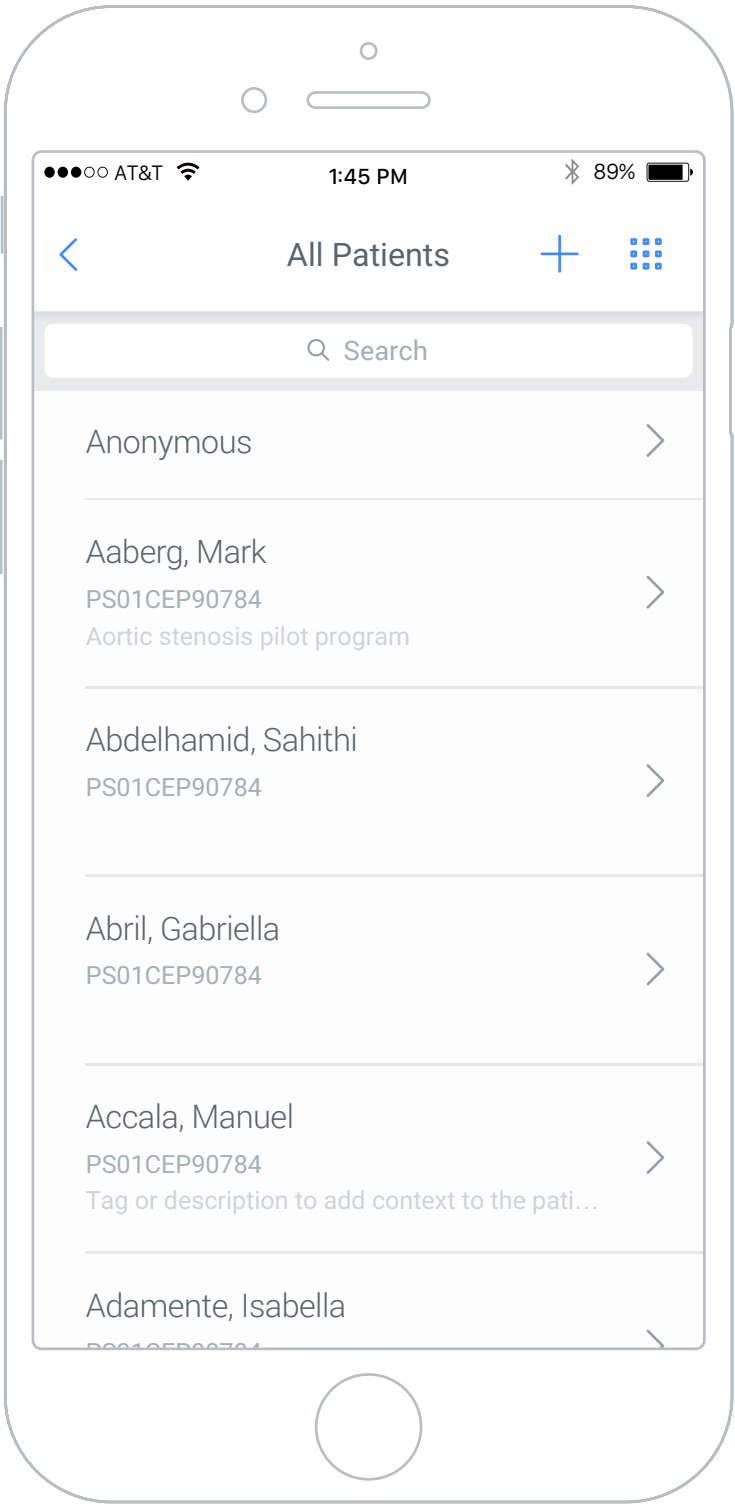 AT&T 1:45 PM 89%
All Patients
Search
Anonymous
Aaberg, Mark
PS01CEP90784
Aortic stenosis pilot program
Abdelhamid, Sahithi
PS01CEP90784
Abril, Gabriella
PS01CEP90784
Accala, Manuel
PS01CEP90784
Tag or description to add context to the pati...
Adamente, Isabella